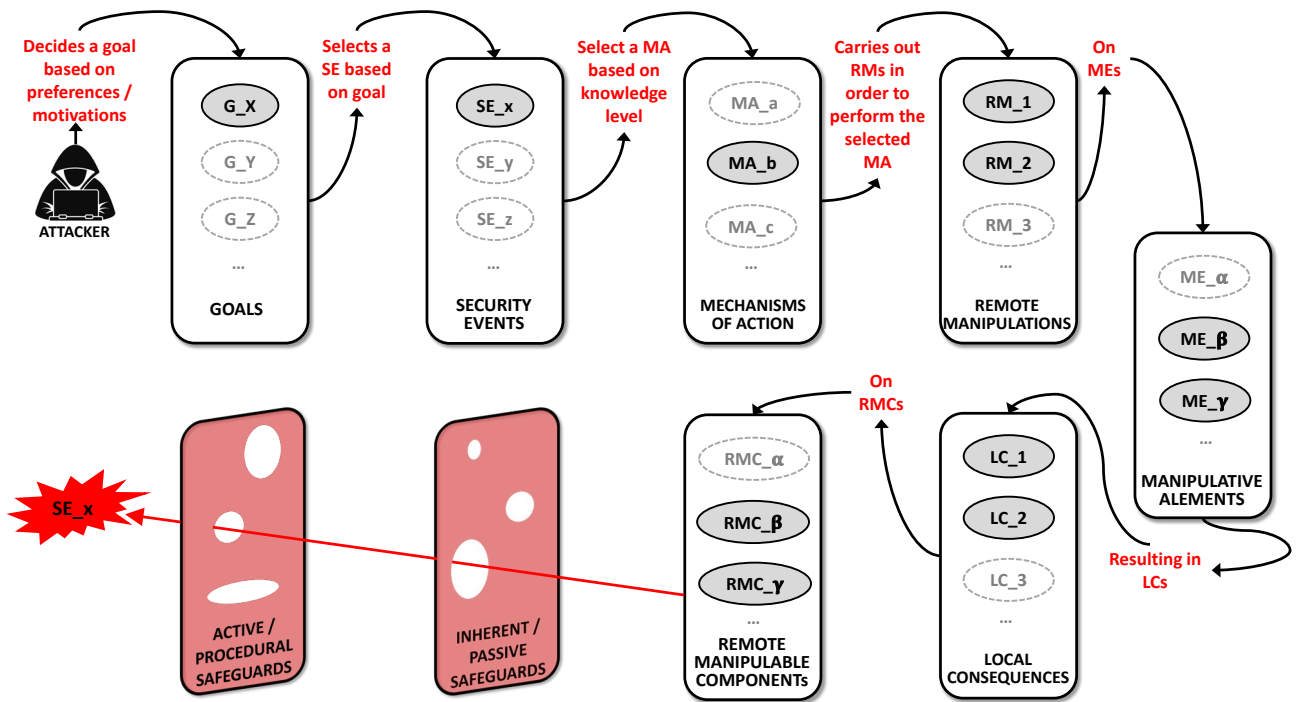 Decides a goal
based on
preferences /
motivations
ATTACKER
G_X
G_Y
G_Z
...
GOALS
Selects a
SE based
on goal
SE_x
SE_y
SE_z
...
SECURITY
EVENTS
Select a MA
based on
knowledge
level
MA_a
MA_b
MA_c
...
MECHANISMS
OF ACTION
Carries out
RMs in
order to
perform the
selected
MA
RM_1
RM_2
RM_3
...
REMOTE
MANIPULATIONS
On
MEs
ME_α
ME_β
ME_γ
...
MANIPULATIVE
ALEMENTS
Resulting in
LCs
LC_1
LC_2
LC_3
...
LOCAL
CONSEQUENCES
On
RMCs
RMC_α
RMC_β
RMC_γ
...
REMOTE
MANIPULABLE
COMPONENTs
INHERENT /
PASSIVE
SAFEGUARDS
ACTIVE /
PROCEDURAL
SAFEGUARDS
SE_x